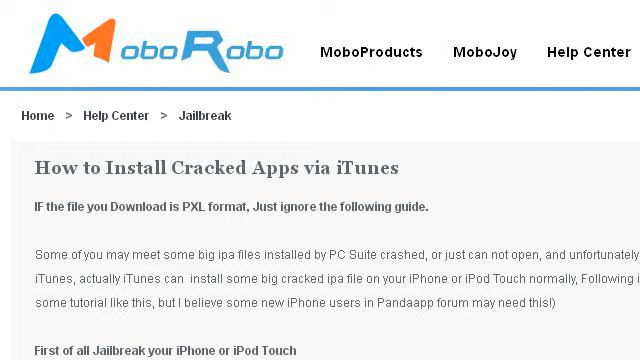 MoboRobo
MoboProducts MoboJoy Help Center
Home > Help Center > Jailbreak
How to Install Cracked Apps via iTunes
IF the file you Download is PXL format, Just ignore the following guide.
Some of you may meet some big ipa files installed by PC Suite crashed, or just can not open, and unfortunately
iTunes, actually iTunes can install some big cracked ipa file on your iPhone or iPod Touch normally, Following i
some tutorial like this, but I believe some new iPhone users in Pandaapp forum may need this!)
First of all Jailbreak your iPhone or iPod Touch